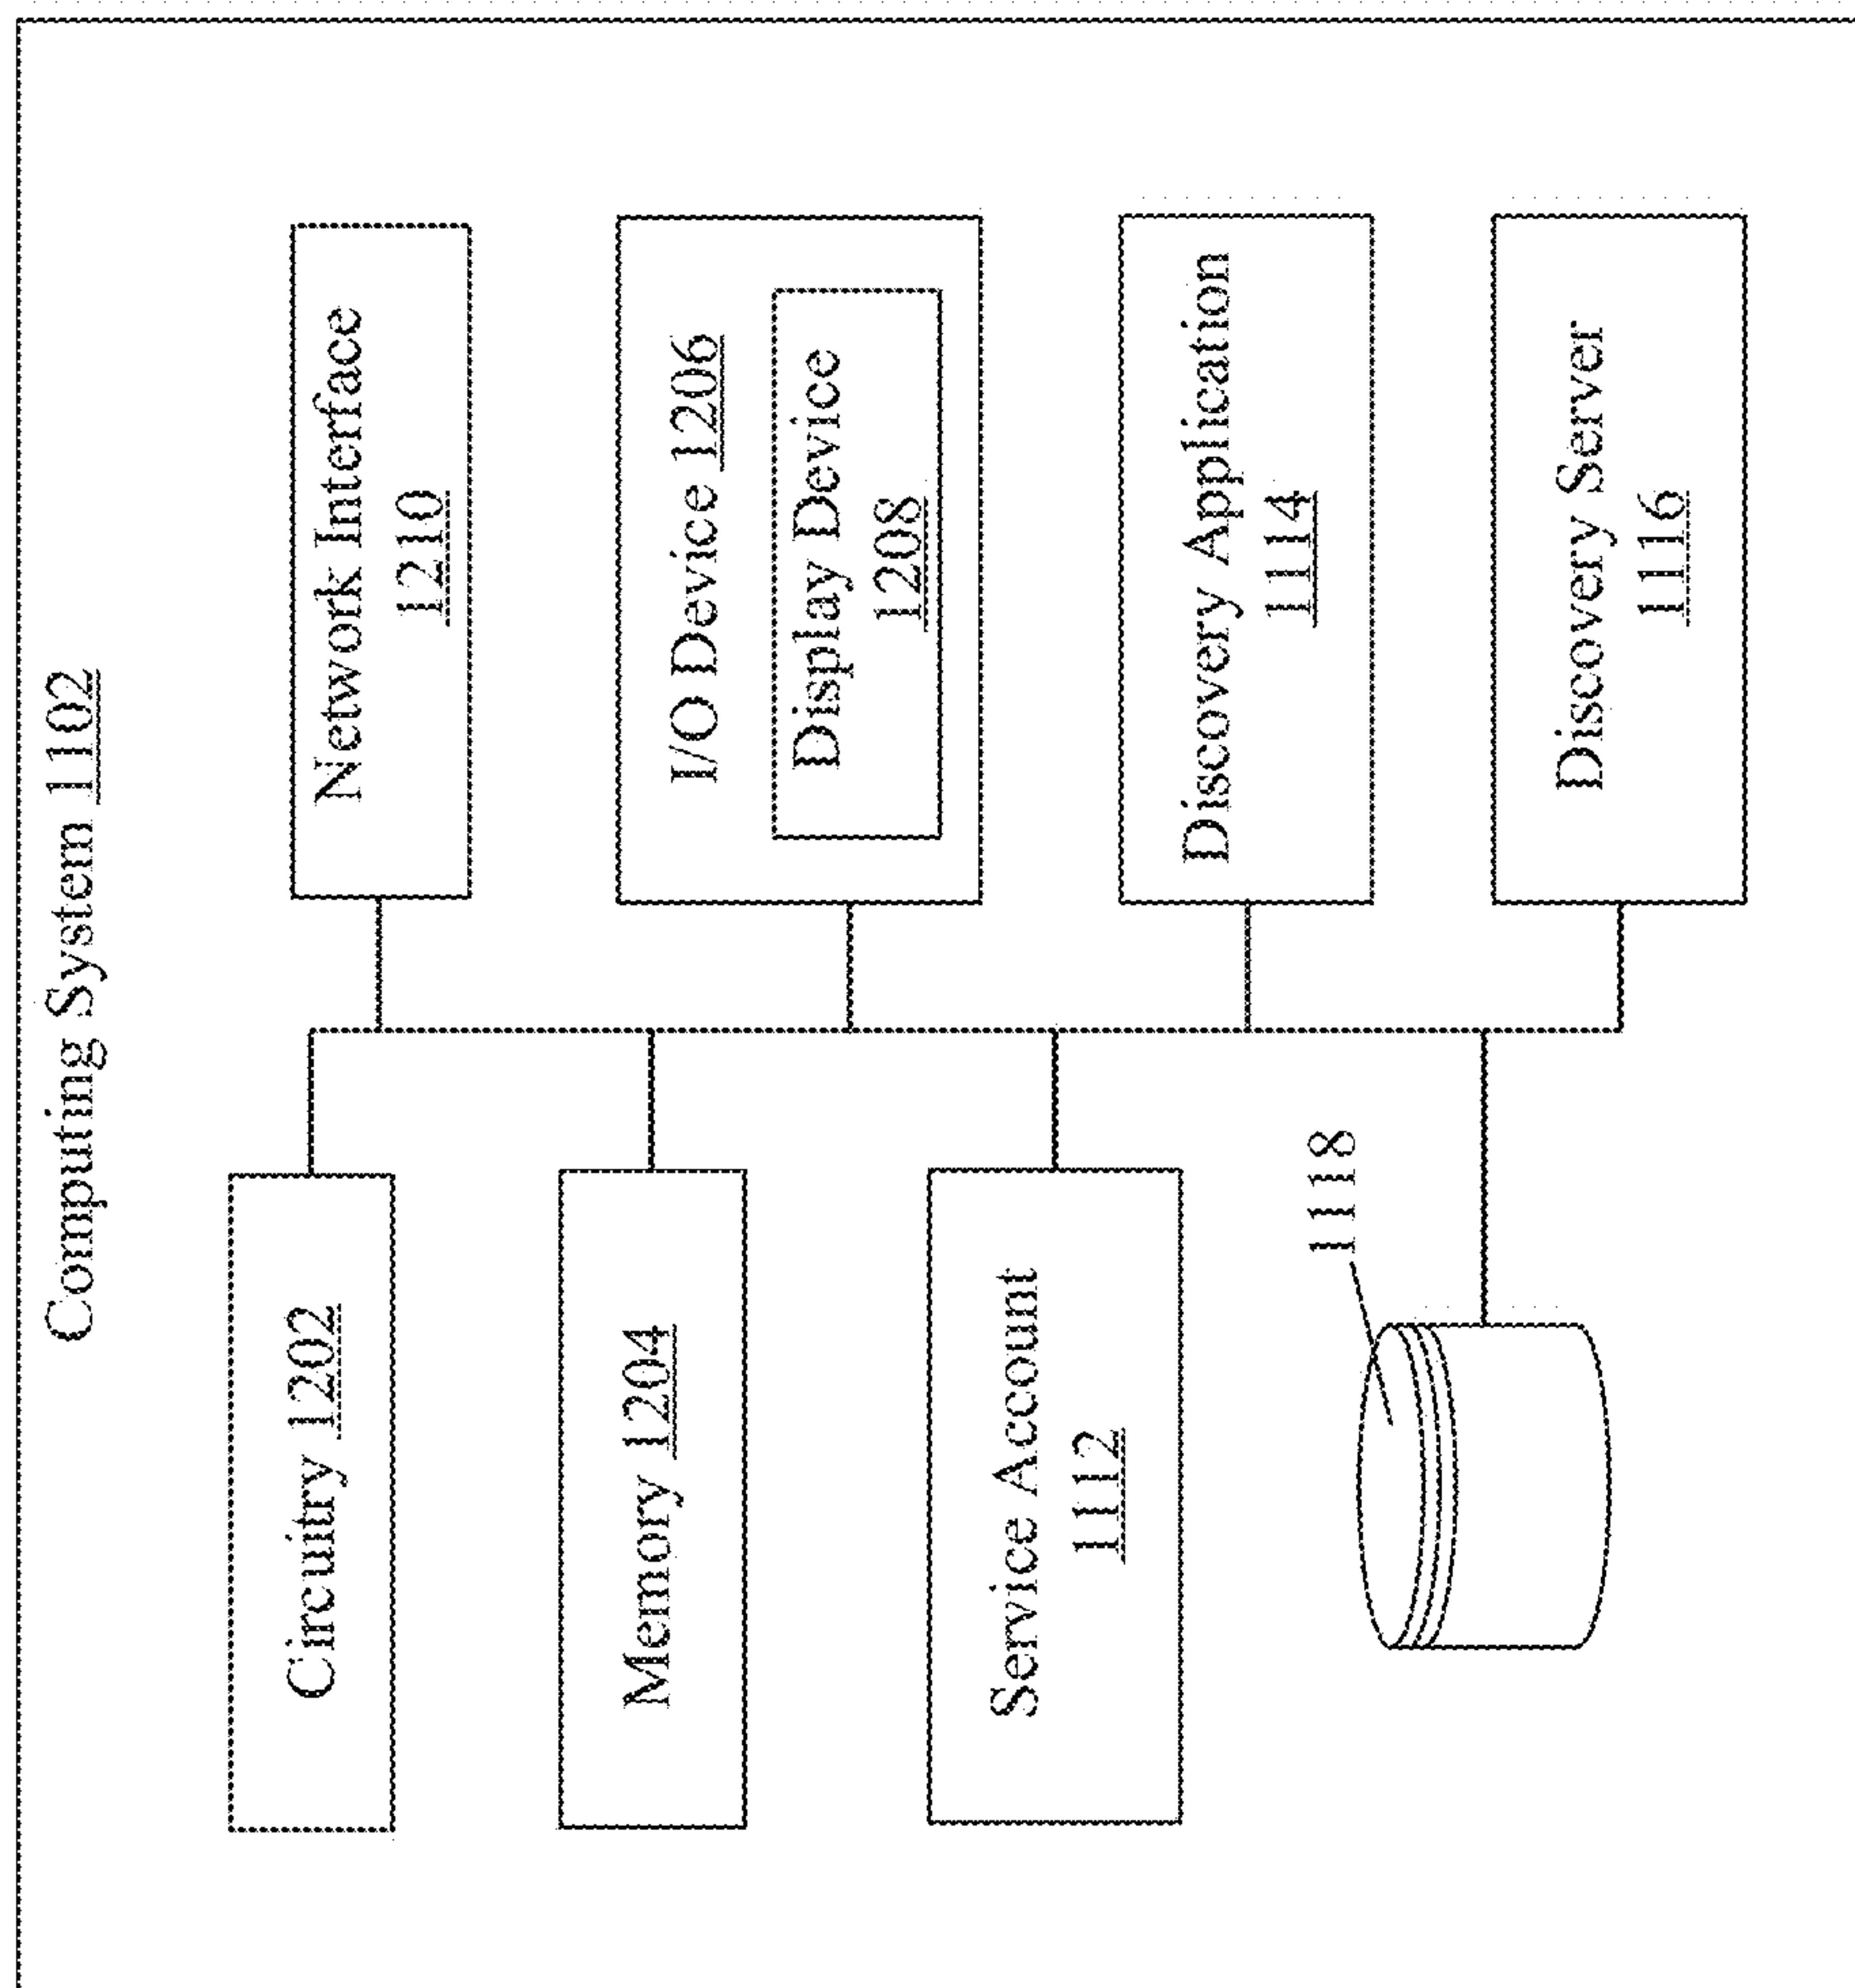 Computing System 1102
Circuitry 1202
Memory 1204
Service Account
1112
1118
Network Interface
1210
I/O Device 1206
Display Device
1208
Discovery Application
1114
Discovery Server
1116